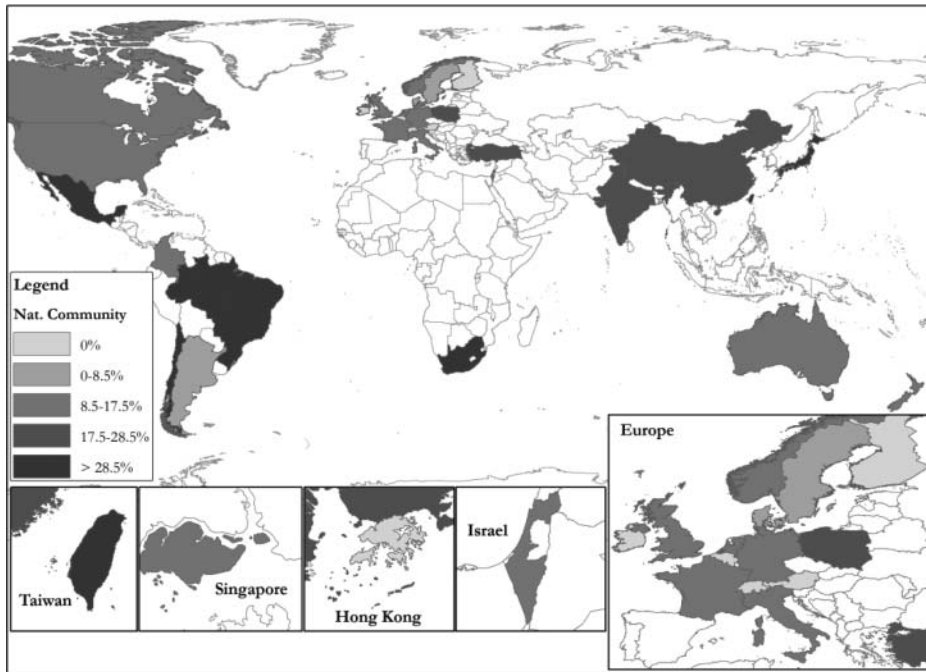 Legend
Nat. Community
0%
0-8.5%
8.5-17.5%
17.5-28.5%
> 28.5%
Europe
Taiwan
Singapore
Hong Kong
Israel